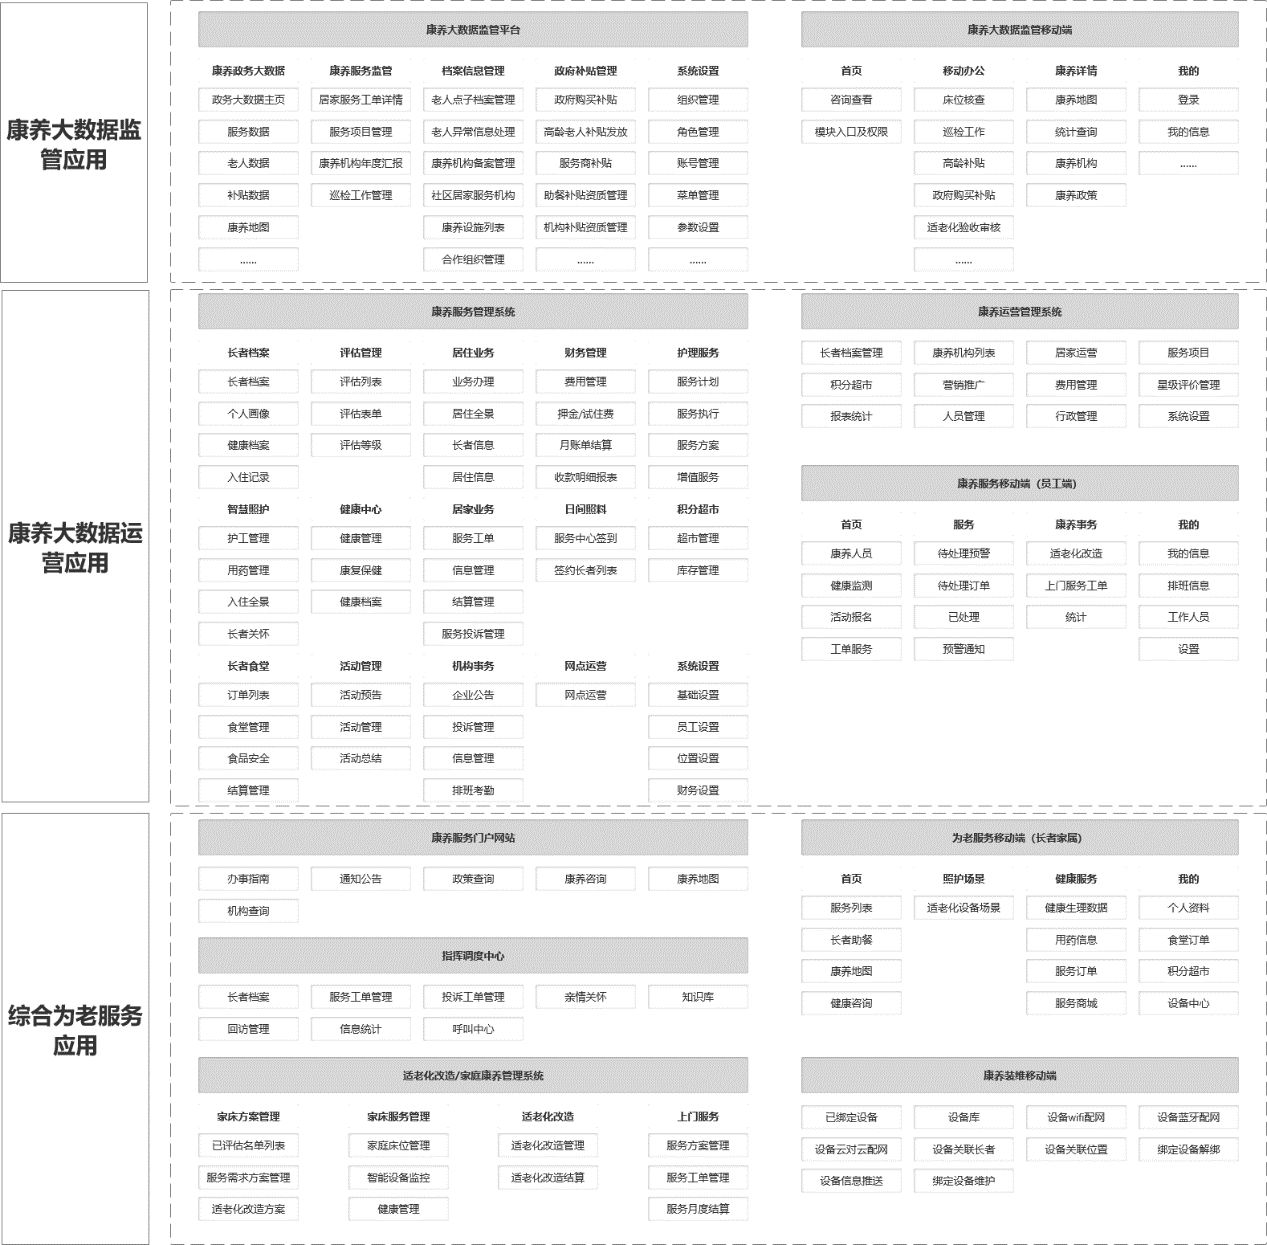 康养大数据监
管应用
康养大数据监管平台
康养政务大数据 康养服务监管 档案信息管理 政府补贴管理 系统设置
政务大数据主页 居家服务工单详情 老人点子档案管理 政府购买补贴 组织管理
服务数据 服务项目管理 老人异常信息处理 高龄老人补贴发放 角色管理
老人数据 康养机构年度汇报 康养机构备案管理 服务商补贴 账号管理
补贴数据 巡检工作管理 社区居家服务机构 助餐补贴资质管理 菜单管理
康养地图 康养设施列表 机构补贴资质管理 参数设置
...... 合作组织管理 ...... ......
康养大数据监管移动端
首页 移动办公 康养详情 我的
咨询查看 床位核查 康养地图 登录
模块入口及权限 巡检工作 统计查询 我的信息
高龄补贴 康养机构 ......
政府购买补贴 康养政策
适老化验收审核
......
康养大数据运
营应用
康养服务管理系统
长者档案 评估管理 居住业务 财务管理 护理服务
长者档案 评估列表 业务办理 费用管理 服务计划
个人画像 评估表单 居住全景 押金/试住费 服务执行
健康档案 评估等级 长者信息 月账单结算 服务方案
入住记录 居住信息 收款明细报表 增值服务
智慧照护 健康中心 居家业务 日间照料 积分超市
护工管理 健康管理 服务工单 服务中心签到 超市管理
用药管理 康复保健 信息管理 签约长者列表 库存管理
入住全景 健康档案 结算管理
长者关怀 服务投诉管理
长者食堂 活动管理 机构事务 网点运营 系统设置
订单列表 活动预告 企业公告 网点运营 基础设置
食堂管理 活动管理 投诉管理 员工设置
食品安全 活动总结 信息管理 位置设置
结算管理 排班考勤 财务设置
康养运营管理系统
长者档案管理 康养机构列表 居家运营 服务项目
积分超市 营销推广 费用管理 星级评价管理
报表统计 人员管理 行政管理 系统设置
康养服务移动端（员工端）
首页 服务 康养事务 我的
康养人员 待处理预警 适老化改造 我的信息
健康监测 待处理订单 上门服务工单 排班信息
活动报名 已处理 统计 工作人员
工单服务 预警通知 设置
综合为老服务
应用
康养服务门户网站
办事指南 通知公告 政策查询 康养咨询 康养地图
机构查询
指挥调度中心
长者档案 服务工单管理 投诉工单管理 亲情关怀 知识库
回访管理 信息统计 呼叫中心
适老化改造/家庭康养管理系统
家床方案管理 家床服务管理 适老化改造 上门服务
已评估名单列表 家庭床位管理 适老化改造管理 服务方案管理
服务需求方案管理 智能设备监控 适老化改造结算 服务工单管理
适老化改造方案 健康管理 服务月度结算
为老服务移动端（长者家属）
首页 照护场景 健康服务 我的
服务列表 适老化设备场景 健康生理数据 个人资料
长者助餐 用药信息 食堂订单
康养地图 服务订单 积分超市
健康咨询 服务商城 设备中心
康养装维移动端
已绑定设备 设备库 设备wifi配网 设备蓝牙配网
设备云对云配网 设备关联长者 设备关联位置 绑定设备解绑
设备信息推送 绑定设备维护